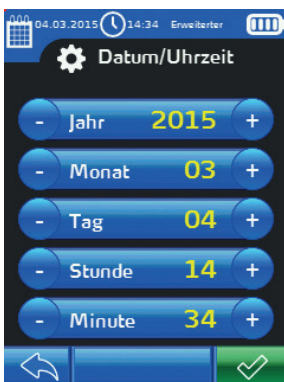 04.03.2015 14:34 Erweiterter
Datum/Uhrzeit
- Jahr 2015 +
- Monat 03 +
- Tag 04 +
- Stunde 14 +
- Minute 34 +